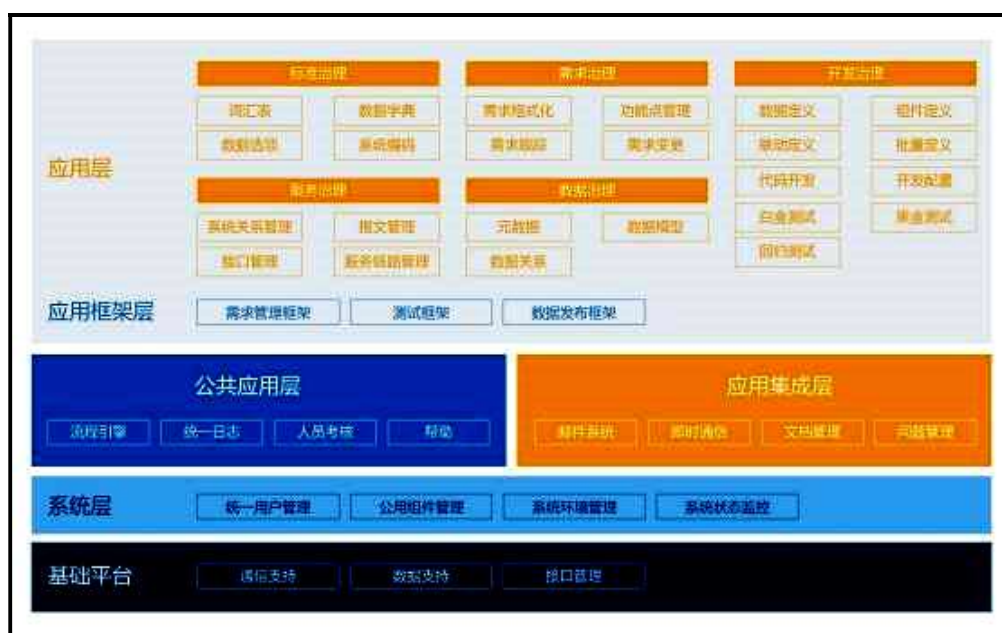 标准治理 需求治理 开发治理
词汇表 数据字典 需求格式化 功能点管理 数据定义 组件定义
数据选项 系统编码 需求跟踪 需求变更 联动定义 批量定义
应用层
服务治理 数据治理 代码开发 开发配置
系统关系管理 报文管理 元数据 数据模型 白盒测试 黑盒测试
接口管理 服务链路管理 数据关系 回归测试
应用框架层 需求管理框架 测试框架 数据发布框架
公共应用层
流程引擎 统一日志 人员考核 帮助
应用集成层
邮件系统 即时通信 文档管理 问题管理
系统层 统一用户管理 公用组件管理 系统环境管理 系统状态监控
基础平台 通信支持 数据支持 接口管理